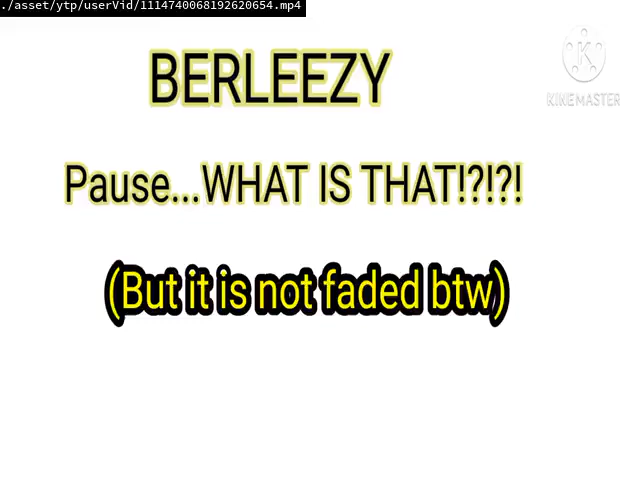 ./asset/ytp/userVid/1114740068192620654.mp4
BERLEEZY
KINEMASTER
Pause...WHAT IS THAT!?!?!
(But it is not faded btw)